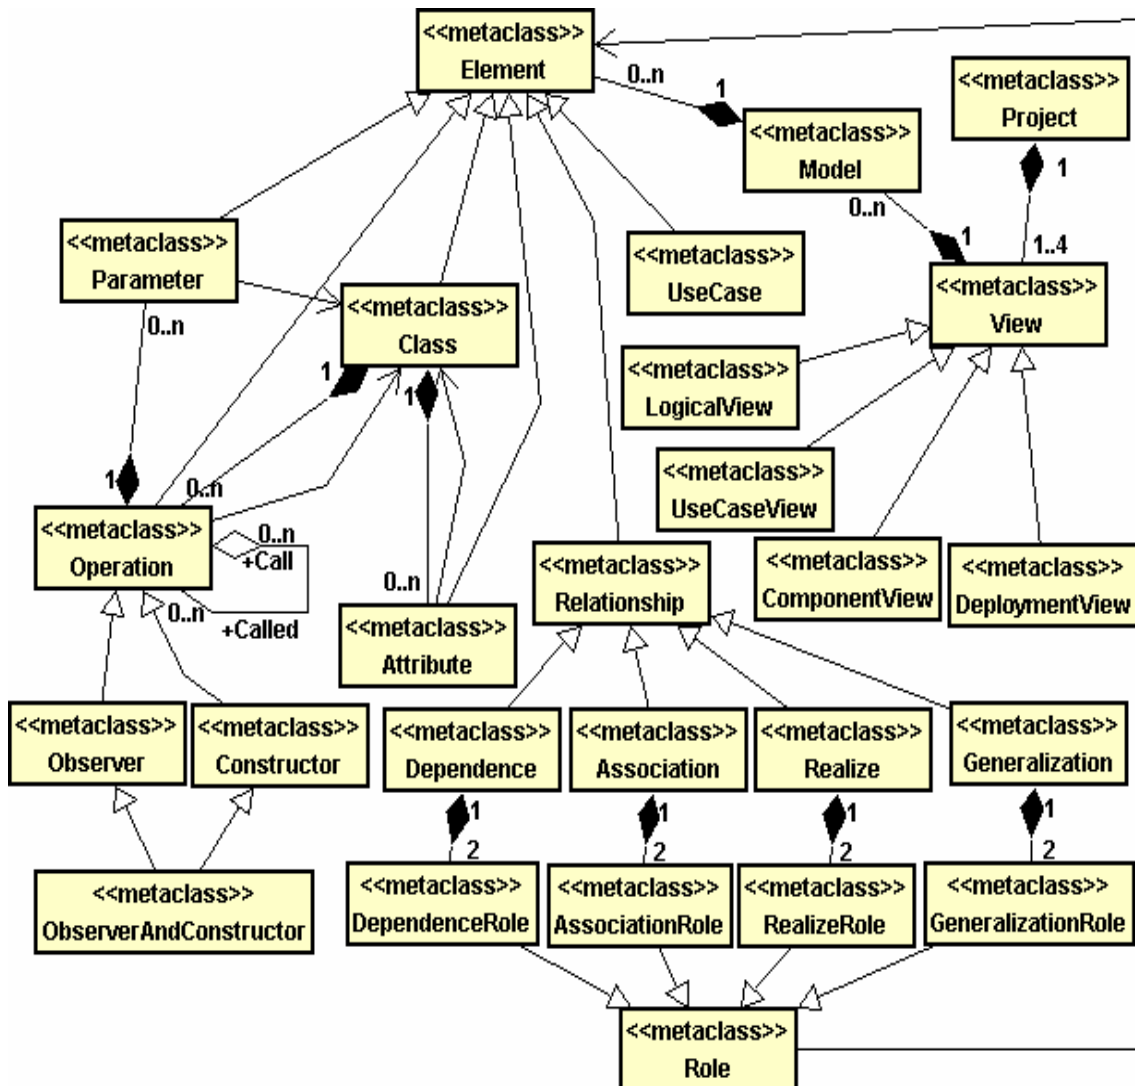 <<metaclass>>
Element
0..n
1
<<metaclass>>
Project
<<metaclass>>
Model
1
0..n
1
1..4
<<metaclass>>
Parameter
<<metaclass>>
UseCase
<<metaclass>>
View
<<metaclass>>
Class
0..n
1
1
<<metaclass>>
LogicalView
<<metaclass>>
UseCaseView
1
0..n
<<metaclass>>
Operation
0..n
+Call
0..n
+Called
0..n
<<metaclass>>
Attribute
<<metaclass>>
Relationship
<<metaclass>>
ComponentView
<<metaclass>>
DeploymentView
<<metaclass>>
Observer
<<metaclass>>
Constructor
<<metaclass>>
Dependence
<<metaclass>>
Association
<<metaclass>>
Realize
<<metaclass>>
Generalization
1
1
1
1
2
2
2
2
<<metaclass>>
ObserverAndConstructor
<<metaclass>>
DependenceRole
<<metaclass>>
AssociationRole
<<metaclass>>
RealizeRole
<<metaclass>>
GeneralizationRole
<<metaclass>>
Role